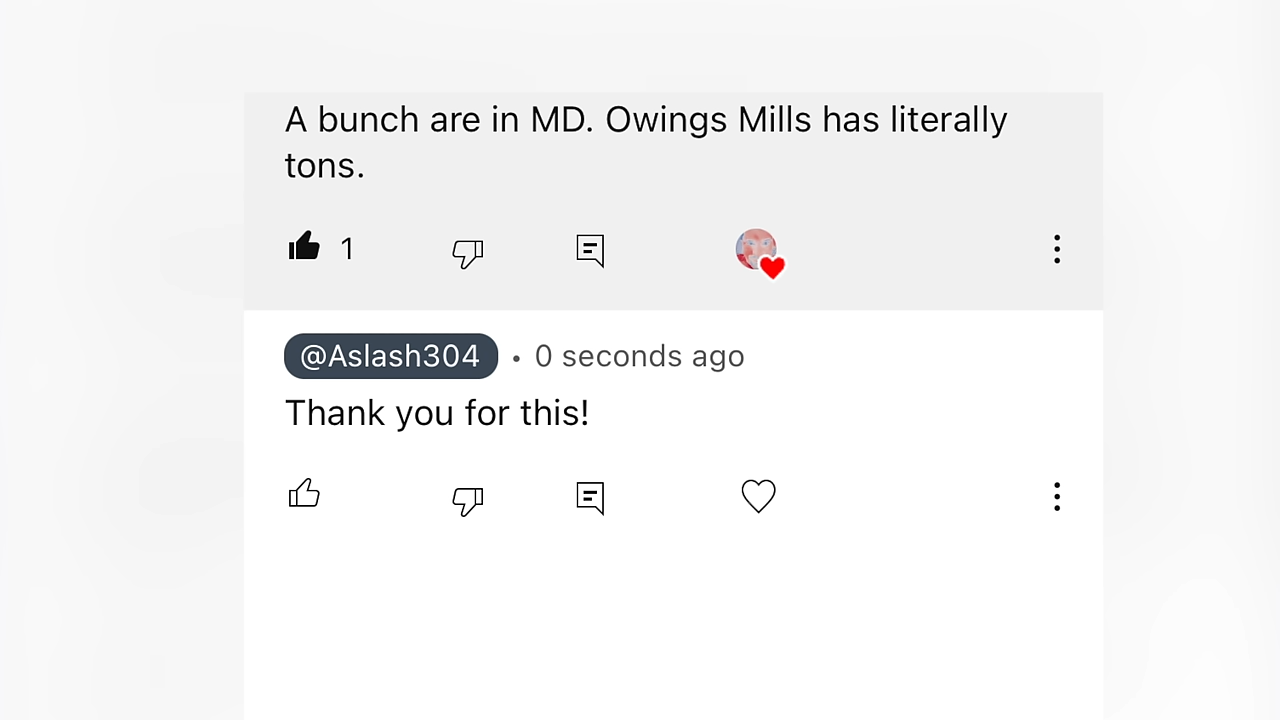 A bunch are in MD. Owings Mills has literally
tons.
1
@Aslash304 • 0 seconds ago
Thank you for this!